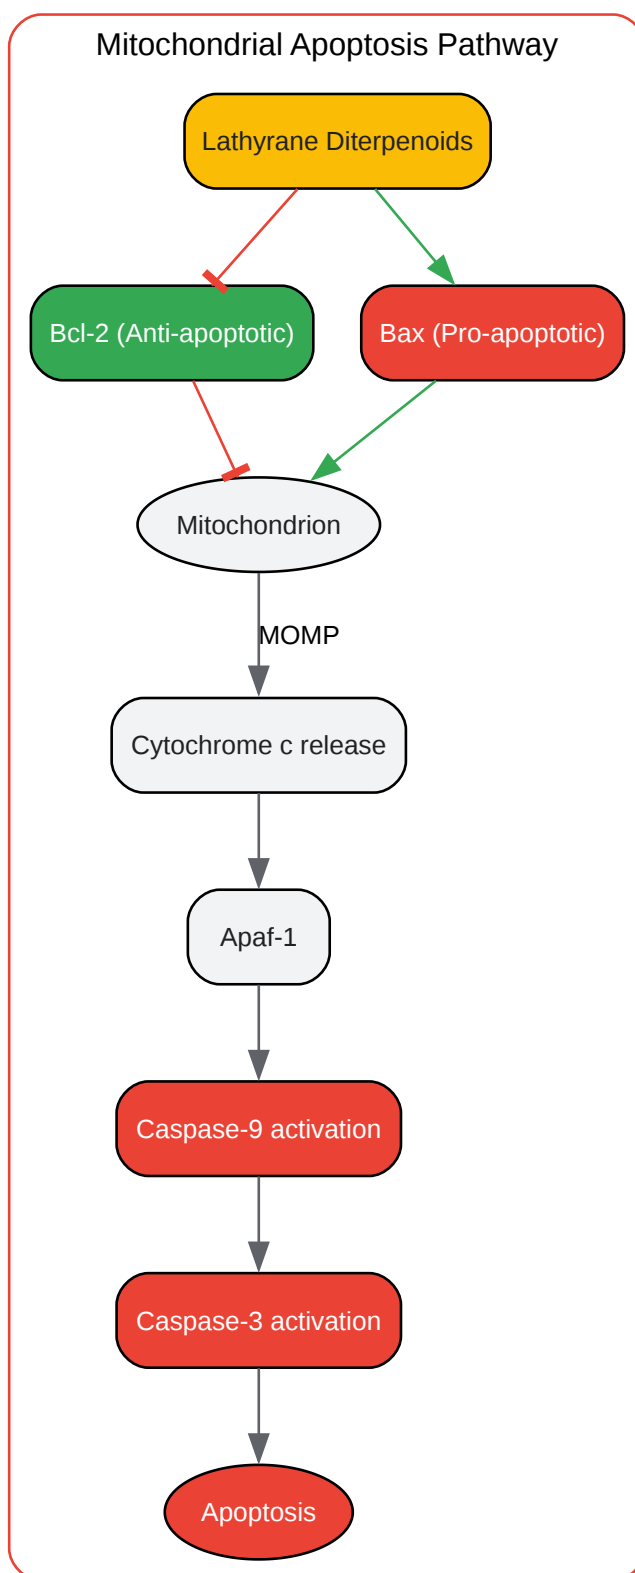 Mitochondrial Apoptosis Pathway
Lathyrane Diterpenoids
Bcl-2 (Anti-apoptotic)
Bax (Pro-apoptotic)
Mitochondrion
MOMP
Cytochrome c release
Apaf-1
Caspase-9 activation
Caspase-3 activation
Apoptosis